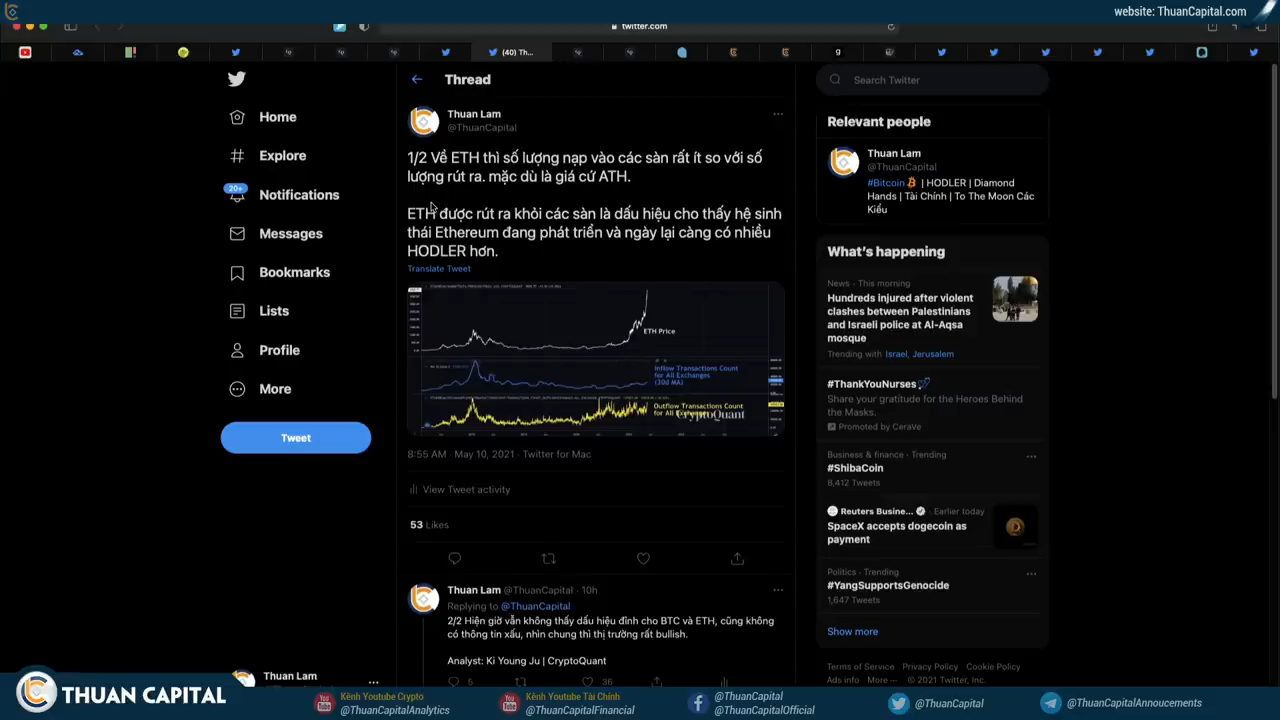 website: ThuanCapital.com
twitter.com
(40) Th...
Thread
Search Twitter
Home
Explore
20+
Notifications
Messages
Bookmarks
Lists
Profile
More
Tweet
Thuan Lam
@ThuanCapital
1/2 Về ETH thì số lượng nạp vào các sàn rất ít so với số
lượng rút ra. mặc dù là giá cứ ATH.
ETH được rút ra khỏi các sàn là dấu hiệu cho thấy hệ sinh
thái Ethereum đang phát triển và ngày lại càng có nhiều
HODLER hơn.
Translate Tweet
ETH Price
Inflow Transactions Count
for All Exchanges
(30d MA)
Outflow Transactions Count
for All Exchanges
CryptoQuant
8:55 AM · May 10, 2021 · Twitter for Mac
View Tweet activity
53 Likes
Thuan Lam @ThuanCapital · 10h
Replying to @ThuanCapital
2/2 Hiện giờ vẫn không thấy dấu hiệu đỉnh cho BTC và ETH, cũng không
có thông tin xấu, nhìn chung thì thị trường rất bullish.
Analyst: Ki Young Ju | CryptoQuant
5
36
Relevant people
Thuan Lam
@ThuanCapital
#Bitcoin | HODLER | Diamond
Hands | Tài Chính | To The Moon Các
Kiểu
What's happening
News · This morning
Hundreds injured after violent
clashes between Palestinians
and Israeli police at Al-Aqsa
mosque
Trending with Israel, Jerusalem
#ThankYouNurses
Share your gratitude for the Heroes Behind
the Masks.
Promoted by CeraVe
Business & finance · Trending
#ShibaCoin
8,412 Tweets
Reuters Busine... · Earlier today
SpaceX accepts dogecoin as
payment
Politics · Trending
#YangSupportsGenocide
1,647 Tweets
Show more
Terms of Service Privacy Policy Cookie Policy
Ads info More © 2021 Twitter, Inc.
Thuan Lam
THUAN CAPITAL
Kênh Youtube Crypto
@ThuanCapitalAnalytics
Kênh Youtube Tài Chính
@ThuanCapitalFinancial
@ThuanCapital
@ThuanCapitalOfficial
@ThuanCapital
@ThuanCapitalAnnoucements